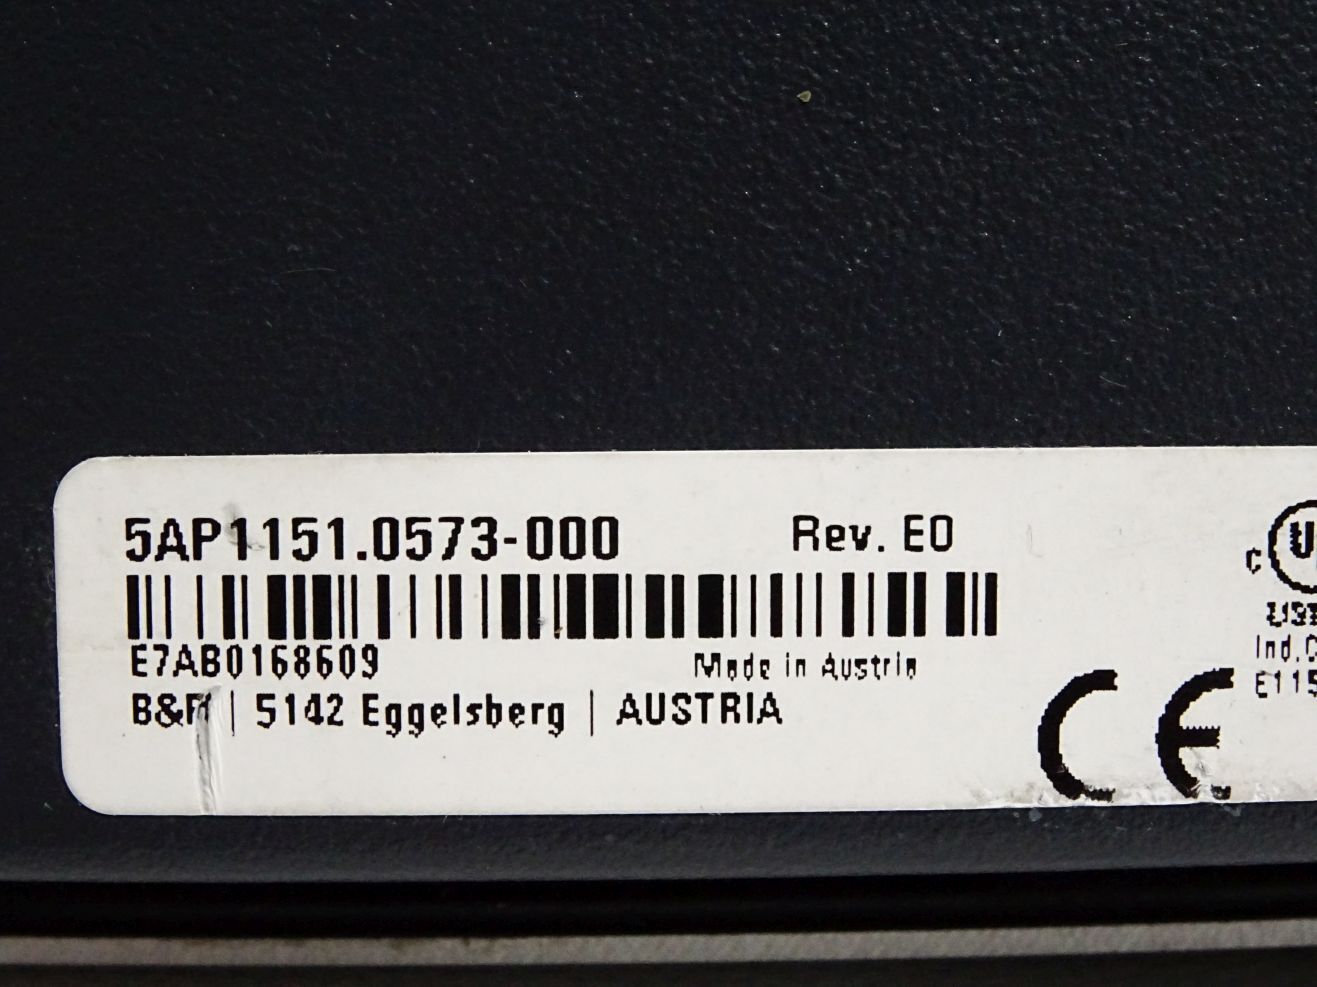 5AP1151.0573-000 Rev. E0
E7AB0168609 Made in Austria
B&R | 5142 Eggelsberg | AUSTRIA
CE
c U
Ind.C
E115